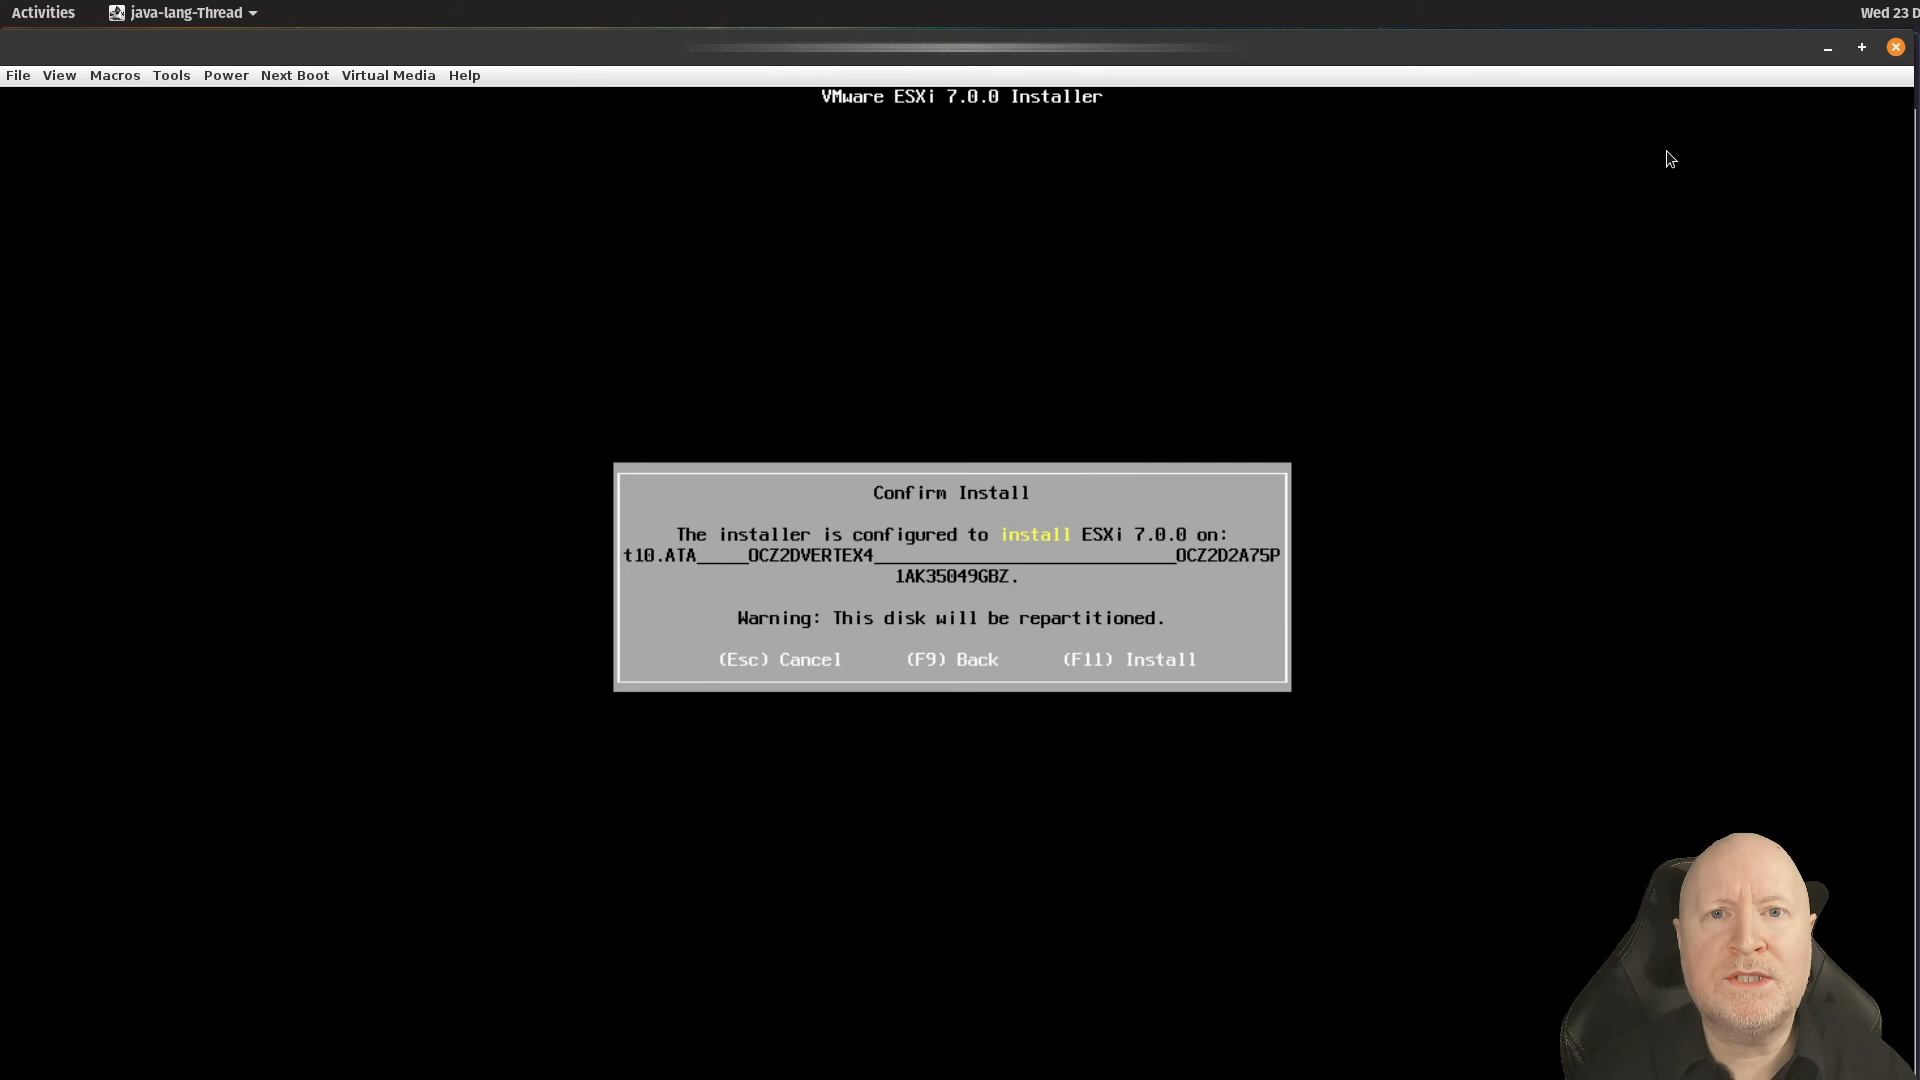 Activities java-lang-Thread Wed 23 D
File View Macros Tools Power Next Boot Virtual Media Help
VMware ESXi 7.0.0 Installer
Confirm Install
The installer is configured to install ESXi 7.0.0 on:
t10.ATA_____OCZ2DVERTEX4_____________________________OCZ2D2A75P
1AK35049GBZ.
Warning: This disk will be repartitioned.
(Esc) Cancel (F9) Back (F11) Install